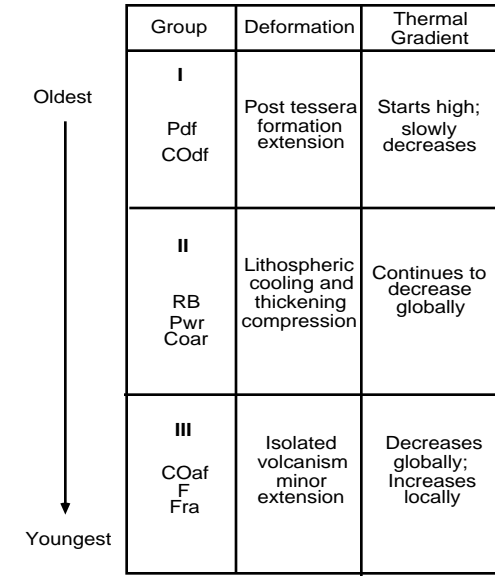 Group
Deformation
Thermal
Gradient
Oldest
I
Pdf
COdf
Post tessera
formation
extension
Starts high;
slowly
decreases
II
RB
Pwr
Coar
Lithospheric
cooling and
thickening
compression
Continues to
decrease
globally
III
COaf
F
Fra
Isolated
volcanism
minor
extension
Decreases
globally;
Increases
locally
Youngest